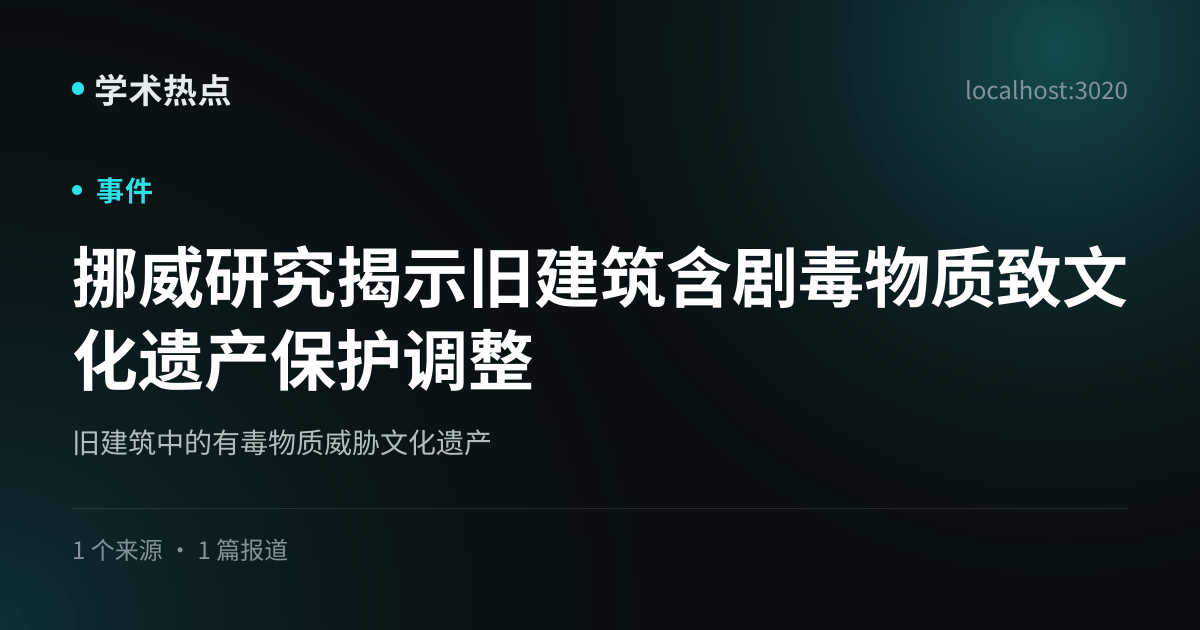 学术热点
localhost:3020
事件
挪威研究揭示旧建筑含剧毒物质致文
化遗产保护调整
旧建筑中的有毒物质威胁文化遗产
1 个来源 · 1 篇报道